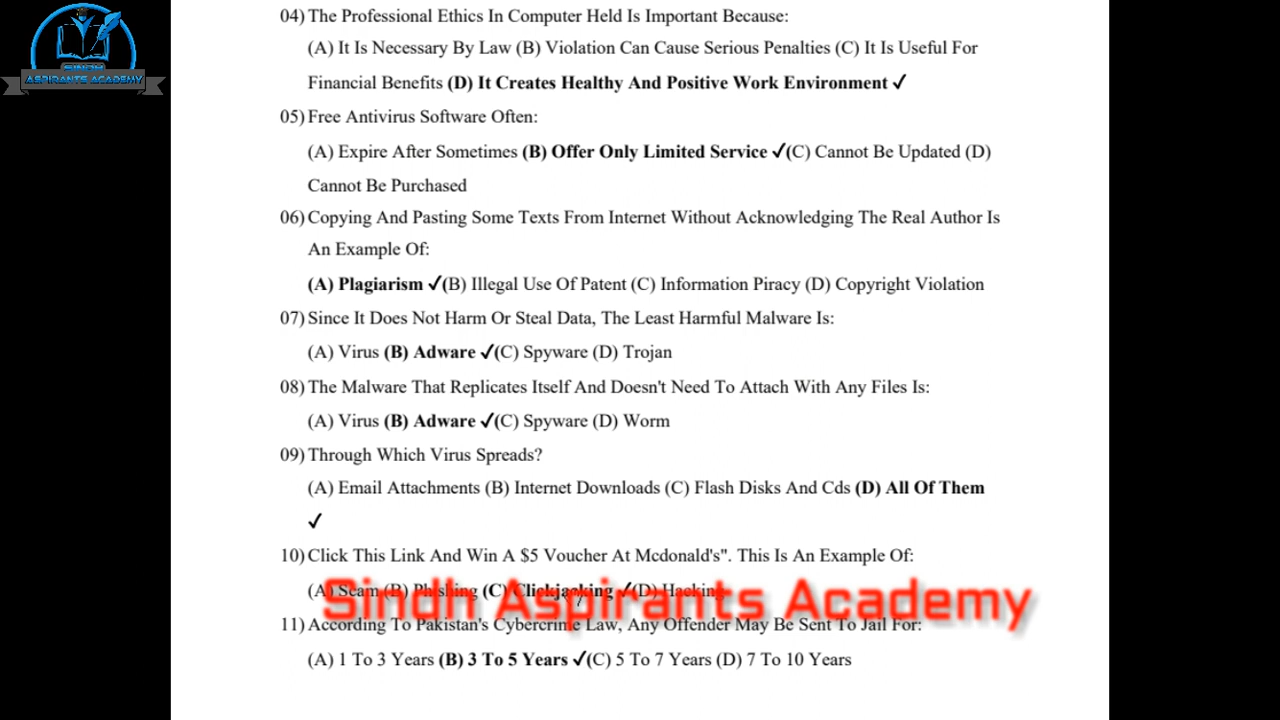 SINDH
ASPIRANTS ACADEMY
04) The Professional Ethics In Computer Held Is Important Because:
(A) It Is Necessary By Law (B) Violation Can Cause Serious Penalties (C) It Is Useful For
Financial Benefits (D) It Creates Healthy And Positive Work Environment ✓
05) Free Antivirus Software Often:
(A) Expire After Sometimes (B) Offer Only Limited Service ✓(C) Cannot Be Updated (D)
Cannot Be Purchased
06) Copying And Pasting Some Texts From Internet Without Acknowledging The Real Author Is
An Example Of:
(A) Plagiarism ✓(B) Illegal Use Of Patent (C) Information Piracy (D) Copyright Violation
07) Since It Does Not Harm Or Steal Data, The Least Harmful Malware Is:
(A) Virus (B) Adware ✓(C) Spyware (D) Trojan
08) The Malware That Replicates Itself And Doesn't Need To Attach With Any Files Is:
(A) Virus (B) Adware ✓(C) Spyware (D) Worm
09) Through Which Virus Spreads?
(A) Email Attachments (B) Internet Downloads (C) Flash Disks And Cds (D) All Of Them
✓
10) Click This Link And Win A $5 Voucher At Mcdonald's". This Is An Example Of:
(A) Scam (B) Phishing (C) Clickjacking ✓(D) Hacking
Sindh Aspirants Academy
11) According To Pakistan's Cybercrime Law, Any Offender May Be Sent To Jail For:
(A) 1 To 3 Years (B) 3 To 5 Years ✓(C) 5 To 7 Years (D) 7 To 10 Years